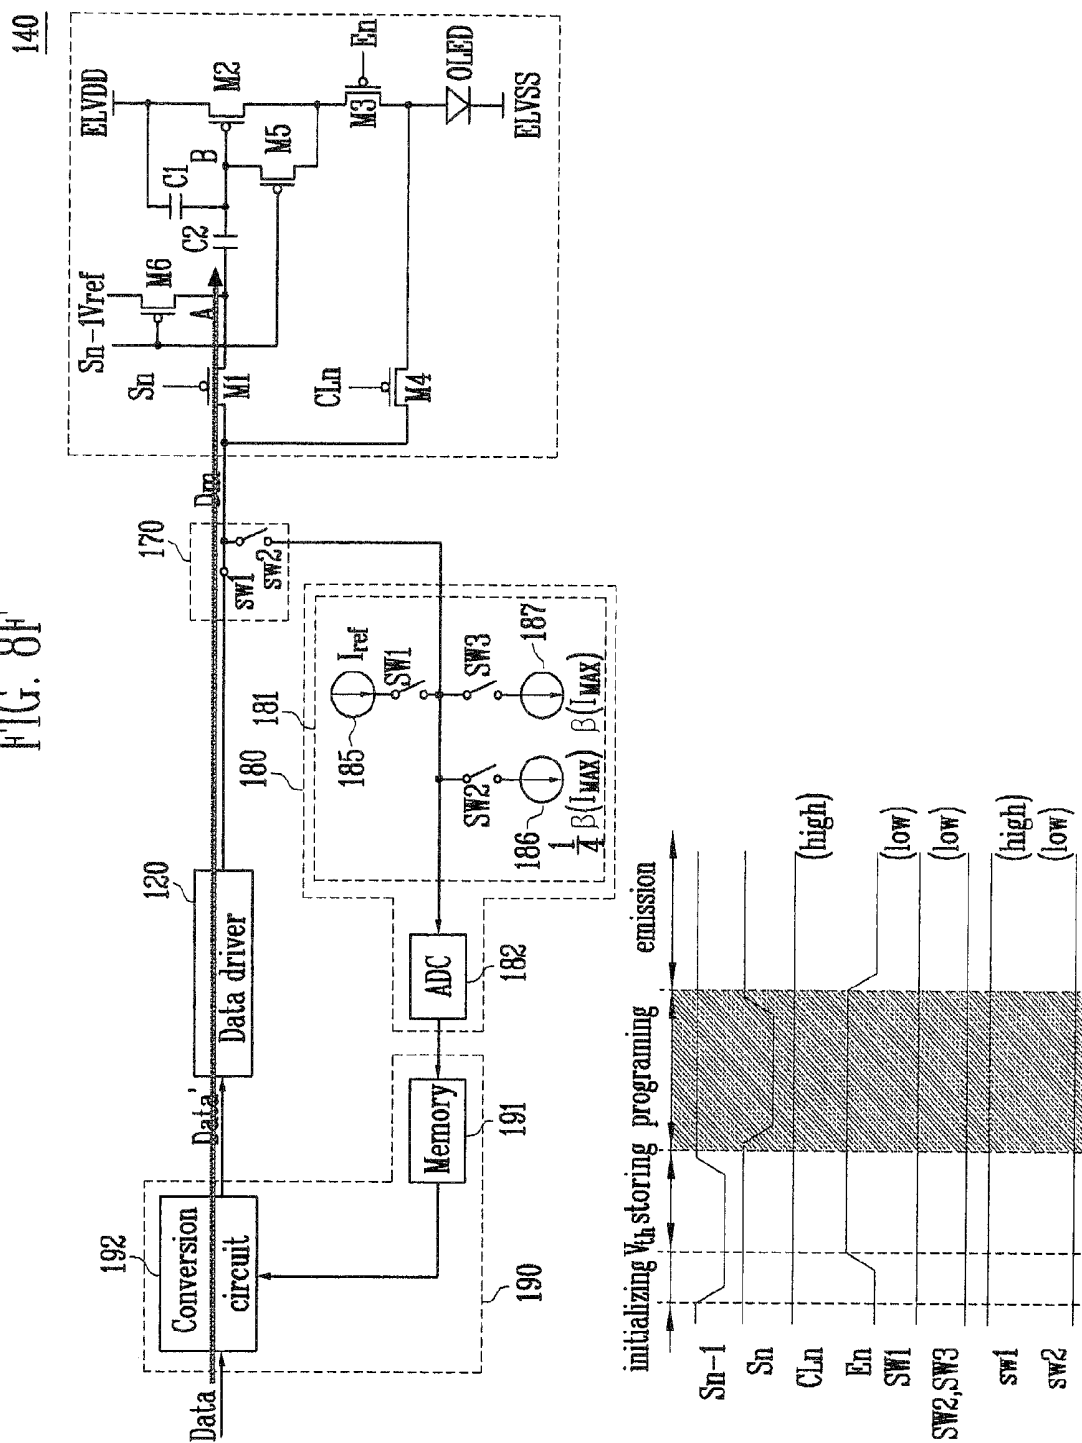 FIG. 8F
140
Data
192
Conversion
circuit
190
Data'
Memory
191
120
Data driver
ADC
182
180
181
185
Iref
SW1
SW2
SW3
186
1/4 β(IMAX)
187
β(IMAX)
170
sw1
sw2
Dm
Sn
M1
Sn-1
Vref
M6
A
C2
C1
B
ELVDD
M2
M5
M3
En
CLn
M4
OLED
ELVSS
initializing
Vth storing
programing
emission
Sn-1
Sn
CLn
(high)
En
SW1
(low)
SW2,SW3
(low)
sw1
(high)
sw2
(low)